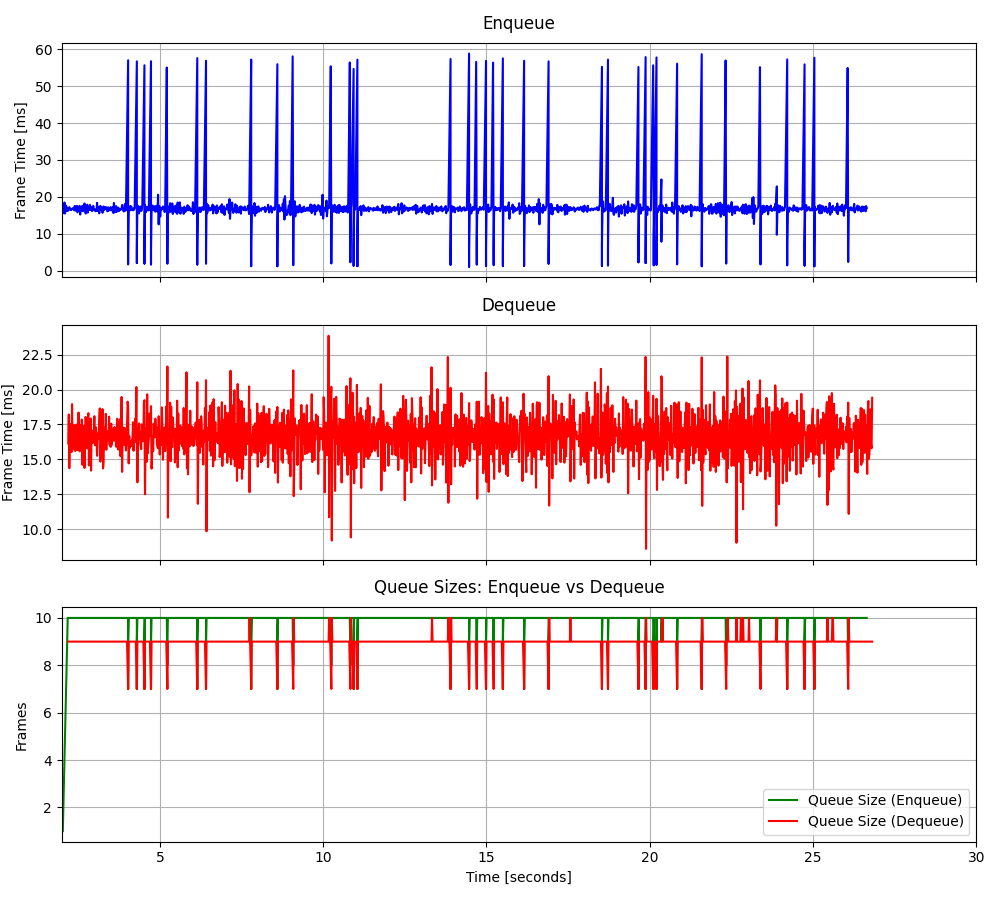 Enqueue
Frame Time [ms]
60
50
40
30
20
10
0
Dequeue
Frame Time [ms]
22.5
20.0
17.5
15.0
12.5
10.0
Queue Sizes: Enqueue vs Dequeue
Frames
10
8
6
4
2
Queue Size (Enqueue)
Queue Size (Dequeue)
5 10 15 20 25 30
Time [seconds]